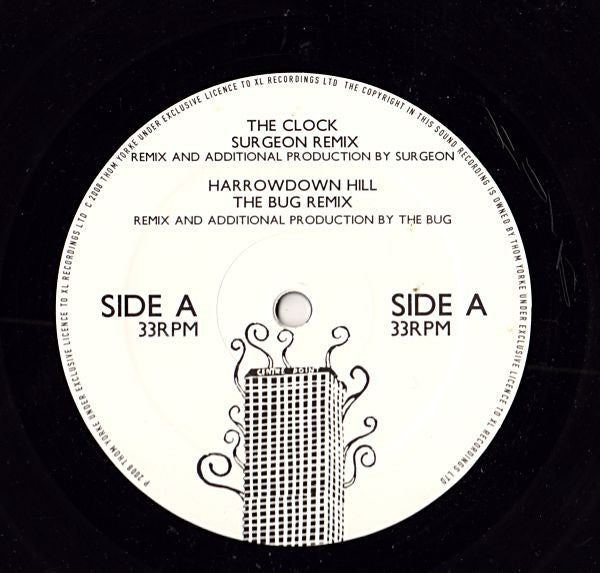 P 2008 THOM YORKE UNDER EXCLUSIVE LICENCE TO XL RECORDINGS LTD C 2008 THOM YORKE UNDER EXCLUSIVE LICENCE TO XL RECORDINGS LTD THE COPYRIGHT IN THIS SOUND RECORDING IS OWNED BY THOM YORKE UNDER EXCLUSIVE LICENCE TO XL RECORDINGS LTD
THE CLOCK
SURGEON REMIX
REMIX AND ADDITIONAL PRODUCTION BY SURGEON
HARROWDOWN HILL
THE BUG REMIX
REMIX AND ADDITIONAL PRODUCTION BY THE BUG
SIDE A
33RPM
SIDE A
33RPM
CENTRE POINT